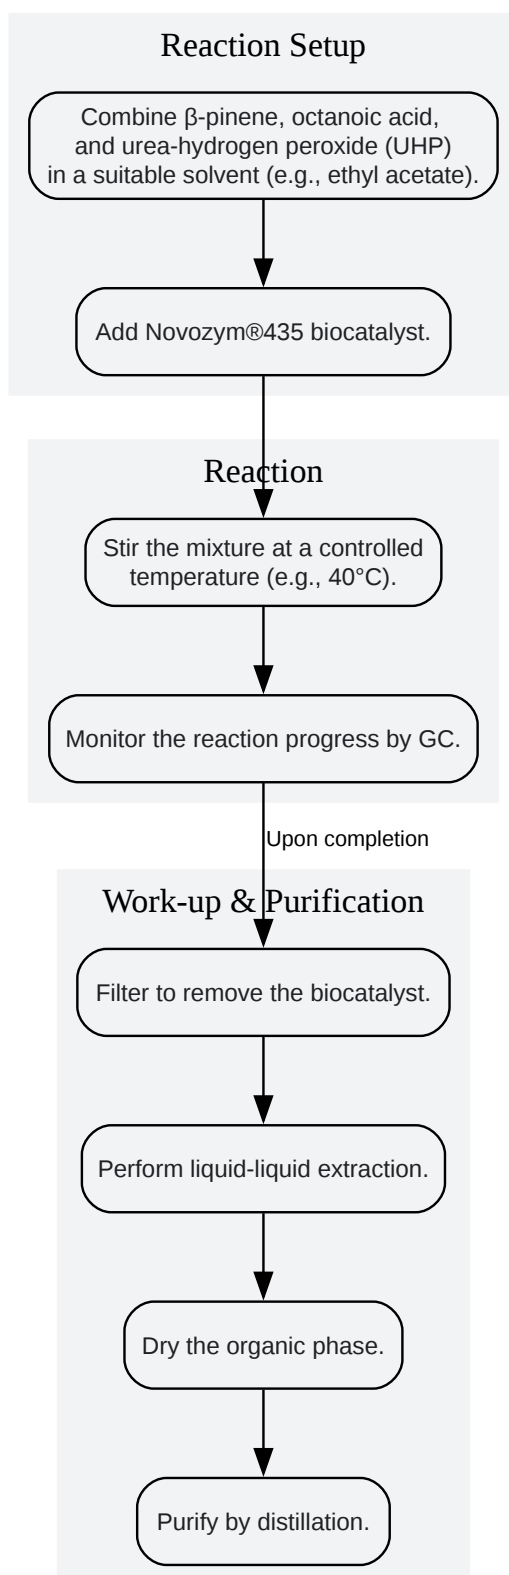 Reaction Setup
Combine β-pinene, octanoic acid,
and urea-hydrogen peroxide (UHP)
in a suitable solvent (e.g., ethyl acetate).
Add Novozym®435 biocatalyst.
Reaction
Stir the mixture at a controlled
temperature (e.g., 40°C).
Monitor the reaction progress by GC.
Upon completion
Work-up & Purification
Filter to remove the biocatalyst.
Perform liquid-liquid extraction.
Dry the organic phase.
Purify by distillation.